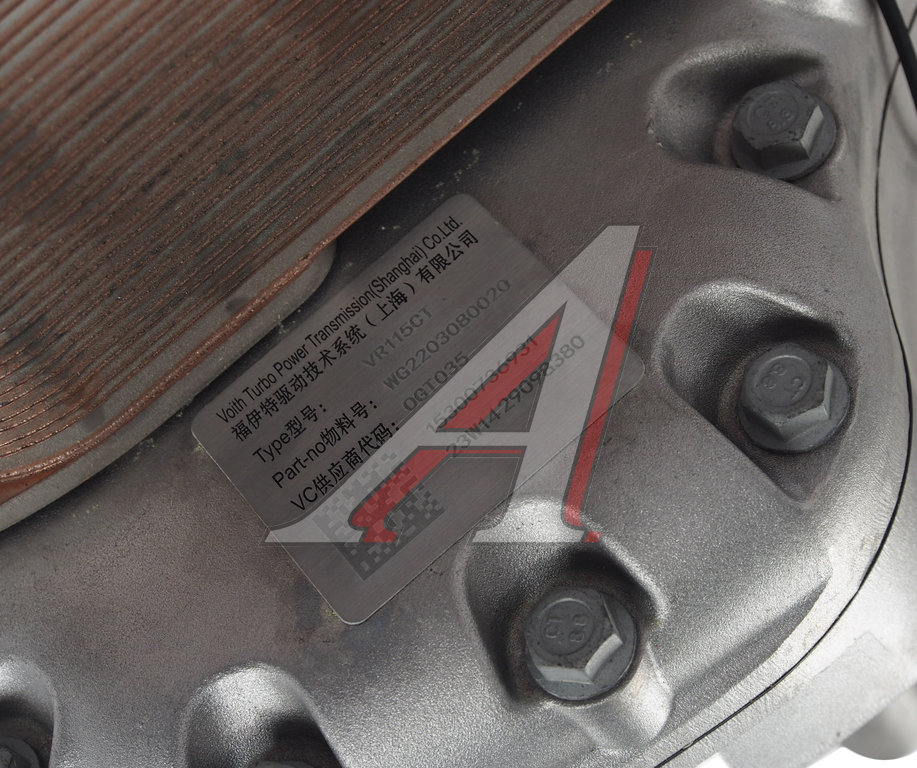 Voith Turbo Power Transmission(Shanghai) Co.Ltd.
福伊特驱动技术系统（上海）有限公司
Type型号: VR115CT
Part-no物料号: WG2203080020
VC供应商代码: 0GT035
15300736931